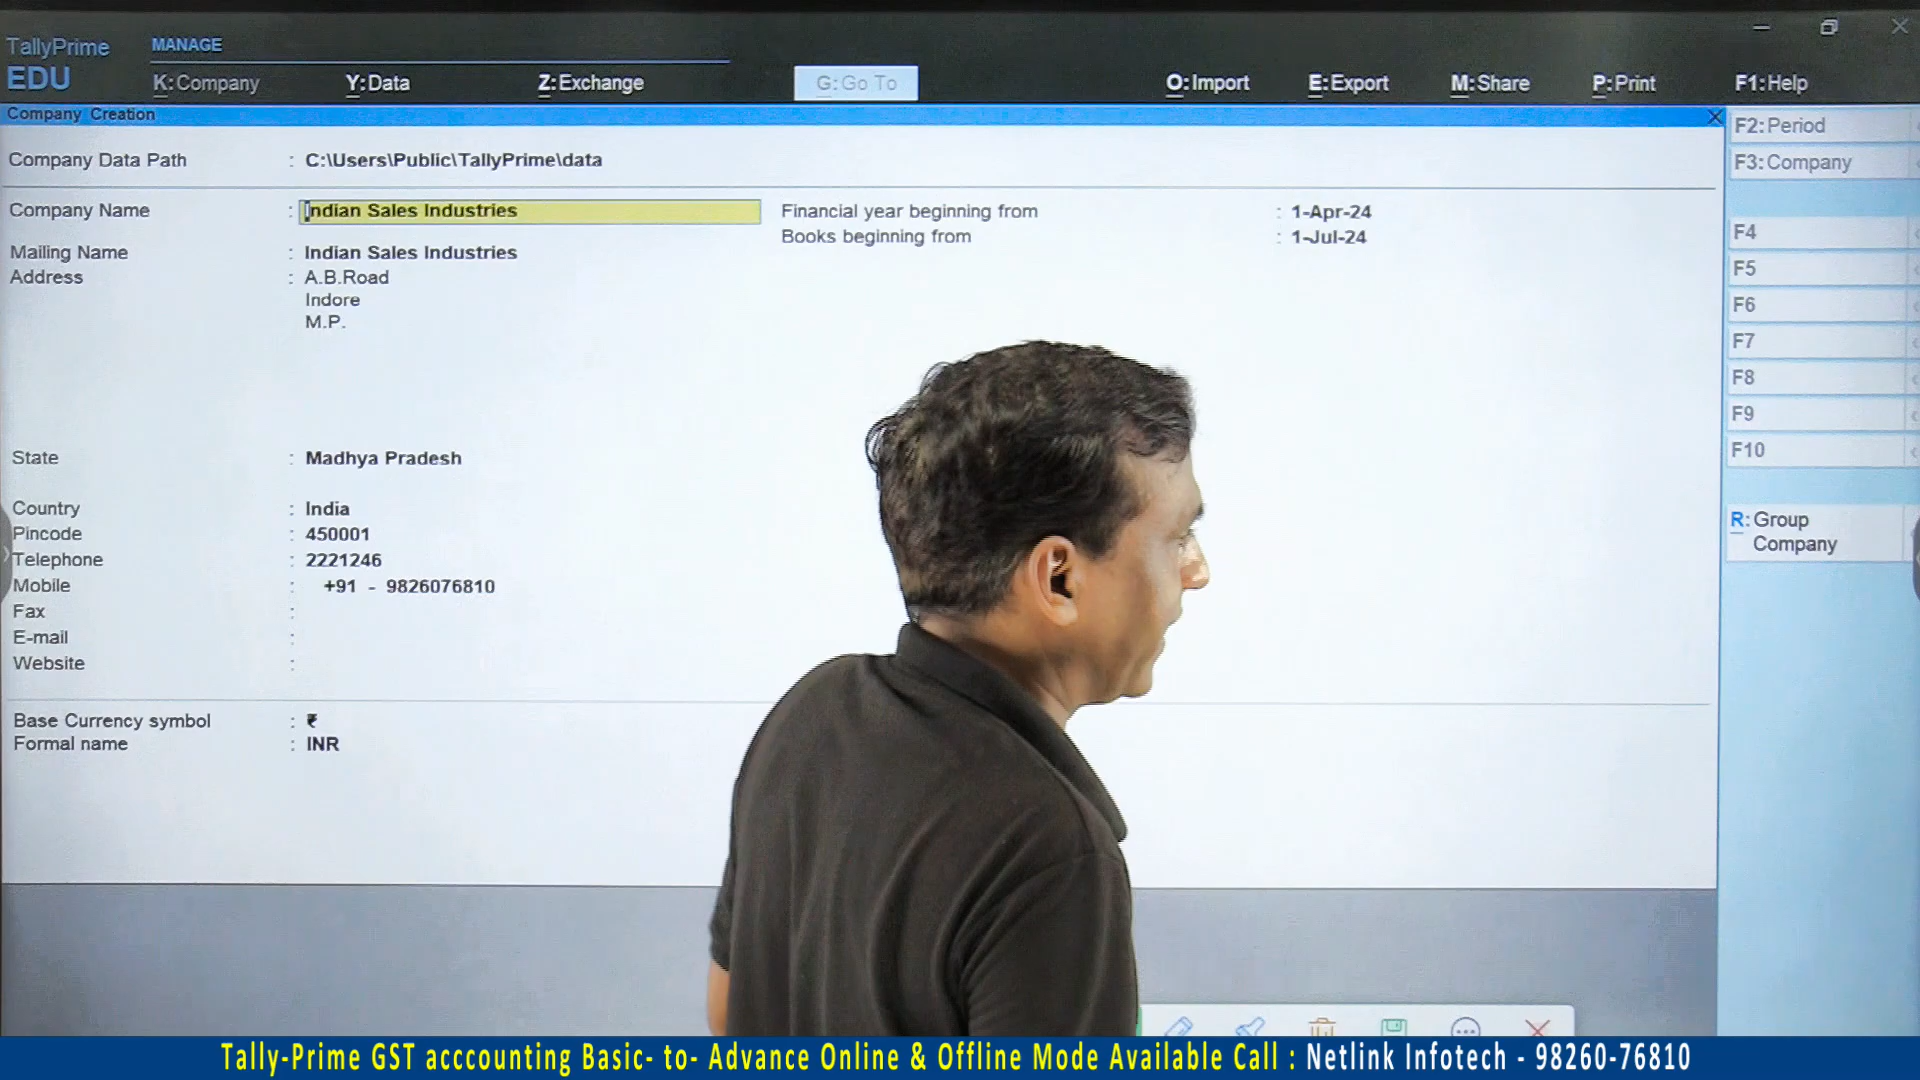 TallyPrime
EDU
MANAGE
K:Company Y:Data Z:Exchange G:Go To O:Import E:Export M:Share P:Print F1:Help
Company Creation
Company Data Path : C:\Users\Public\TallyPrime\data
Company Name : Indian Sales Industries
Financial year beginning from : 1-Apr-24
Books beginning from : 1-Jul-24
Mailing Name : Indian Sales Industries
Address : A.B.Road
Indore
M.P.
State : Madhya Pradesh
Country : India
Pincode : 450001
Telephone : 2221246
Mobile : +91 - 9826076810
Fax :
E-mail :
Website :
Base Currency symbol : ₹
Formal name : INR
F2:Period
F3:Company
F4
F5
F6
F7
F8
F9
F10
R:Group
Company
Tally-Prime GST acccounting Basic- to- Advance Online & Offline Mode Available Call : Netlink Infotech - 98260-76810